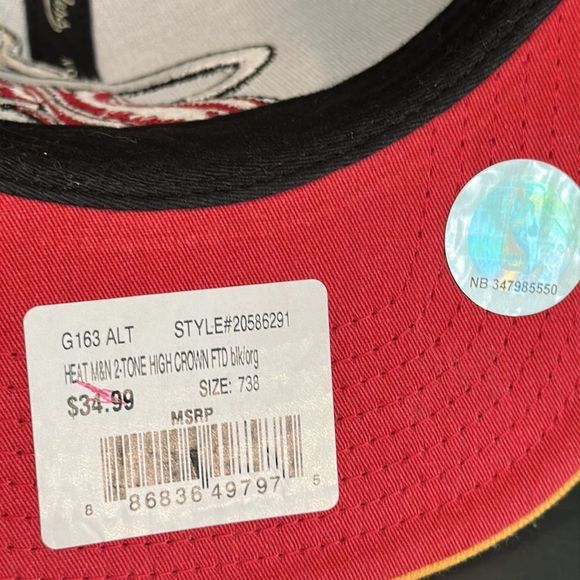 NB 347985550
G163 ALT STYLE#20586291
HEAT M&N 2-TONE HIGH CROWN FTD blk/org
SIZE: 738
$34.99
MSRP
8 86836 49797 5